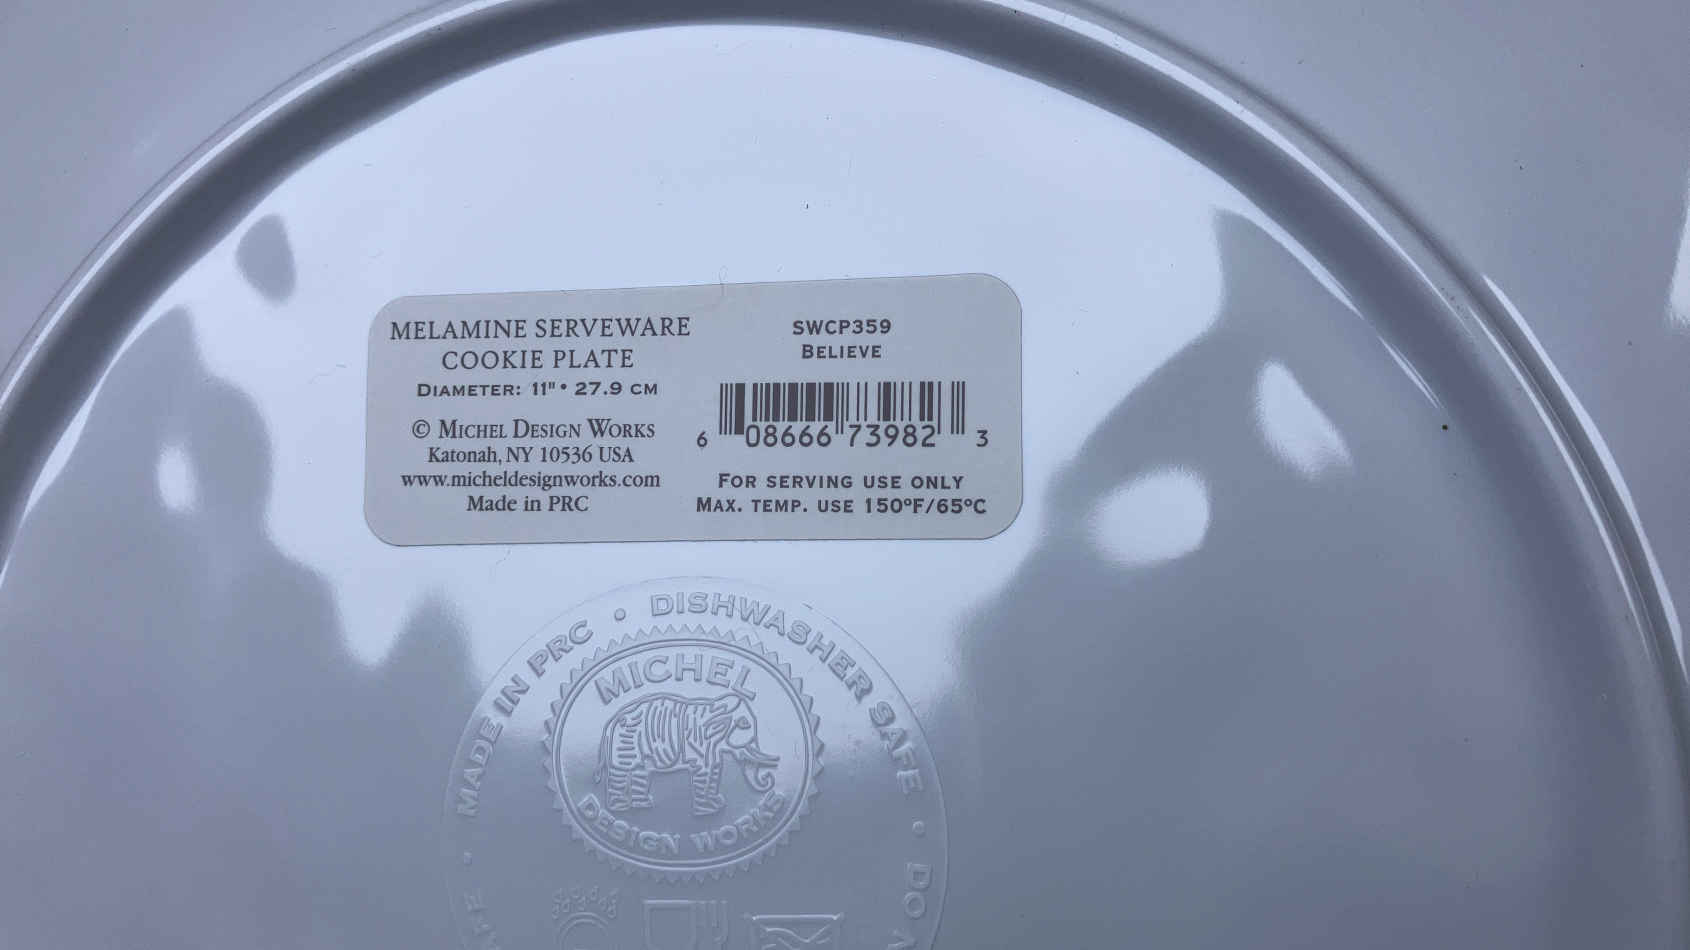 MELAMINE SERVEWARE
COOKIE PLATE
DIAMETER: 11" • 27.9 CM
© MICHEL DESIGN WORKS
Katonah, NY 10536 USA
www.micheldesignworks.com
Made in PRC
SWCP359
BELIEVE
6 08666 73982 3
FOR SERVING USE ONLY
MAX. TEMP. USE 150°F/65°C
MADE IN PRC • DISHWASHER SAFE • DO
MICHEL
DESIGN WORKS